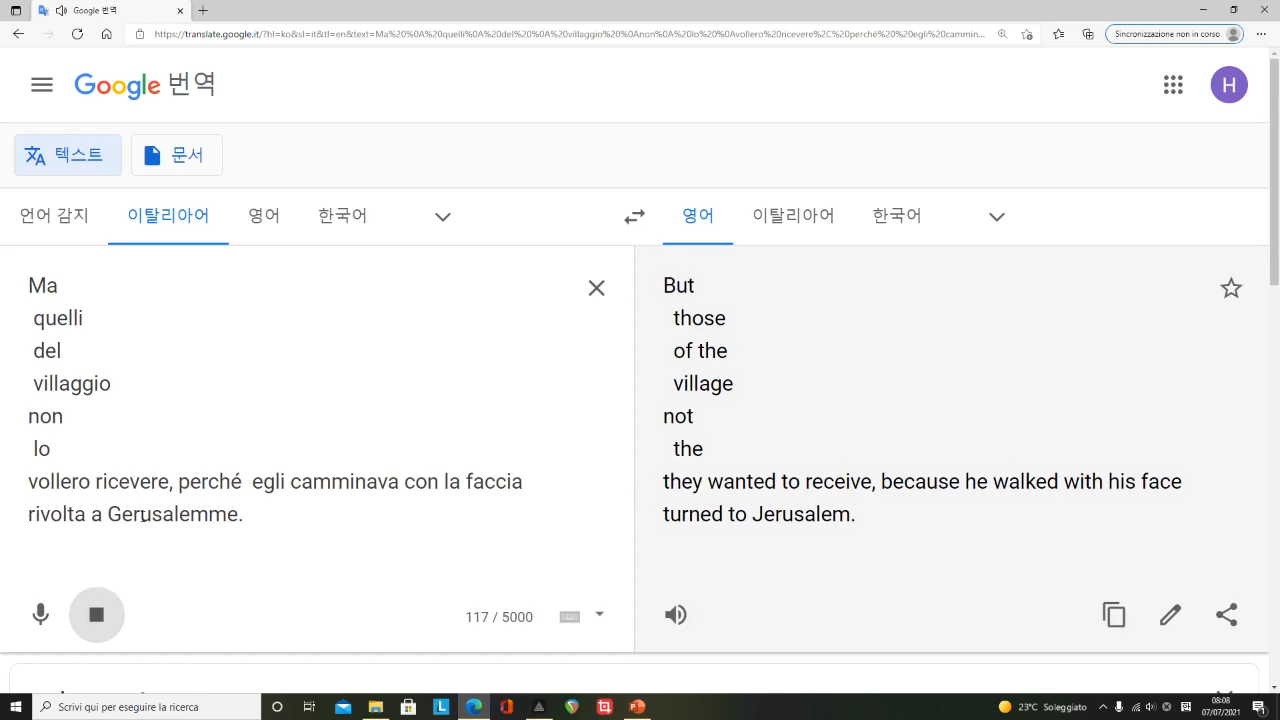 Google 번역
https://translate.google.it/?hl=ko&sl=it&tl=en&text=Ma%20%0A%20quelli%0A%20del%20%0A%20villaggio%20%0Anon%0A%20lo%20%0Avollero%20ricevere%2C%20perché%20%20egli%20cammin...
Sincronizzazione non in corso
Google 번역
H
텍스트
문서
언어 감지 이탈리아어 영어 한국어
영어 이탈리아어 한국어
Ma
quelli
del
villaggio
non
lo
vollero ricevere, perché egli camminava con la faccia
rivolta a Gerusalemme.
117 / 5000
But
those
of the
village
not
the
they wanted to receive, because he walked with his face
turned to Jerusalem.
Scrivi qui per eseguire la ricerca
23°C Soleggiato
08:08
07/07/2021